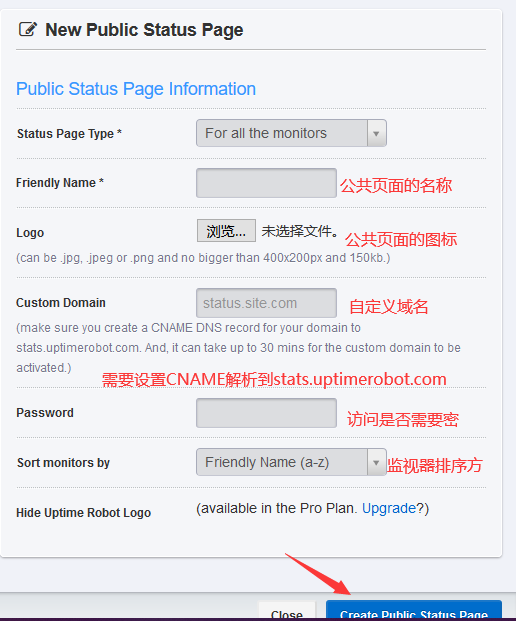 New Public Status Page
Public Status Page Information
Status Page Type *
For all the monitors
Friendly Name *
公共页面的名称
Logo
浏览... 未选择文件。
公共页面的图标
(can be .jpg, .jpeg or .png and no bigger than 400x200px and 150kb.)
Custom Domain
status.site.com
自定义域名
(make sure you create a CNAME DNS record for your domain to
stats.uptimerobot.com. And, it can take up to 30 mins for the custom domain to be
activated.)
需要设置CNAME解析到stats.uptimerobot.com
Password
访问是否需要密
Sort monitors by
Friendly Name (a-z)
监视器排序方
Hide Uptime Robot Logo
(available in the Pro Plan. Upgrade?)
Close
Create Public Status Page